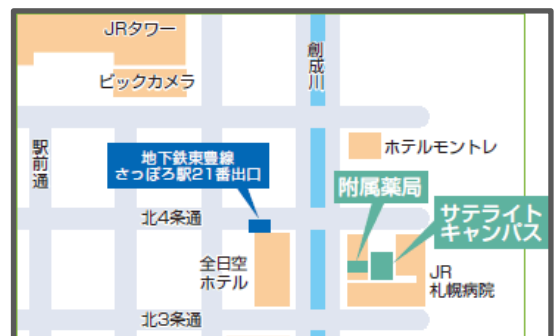 JRタワー
ビックカメラ
創成川
駅前通
地下鉄東豊線
さっぽろ駅21番出口
ホテルモントレ
附属薬局
サテライト
キャンパス
北4条通
全日空
ホテル
JR
札幌病院
北3条通